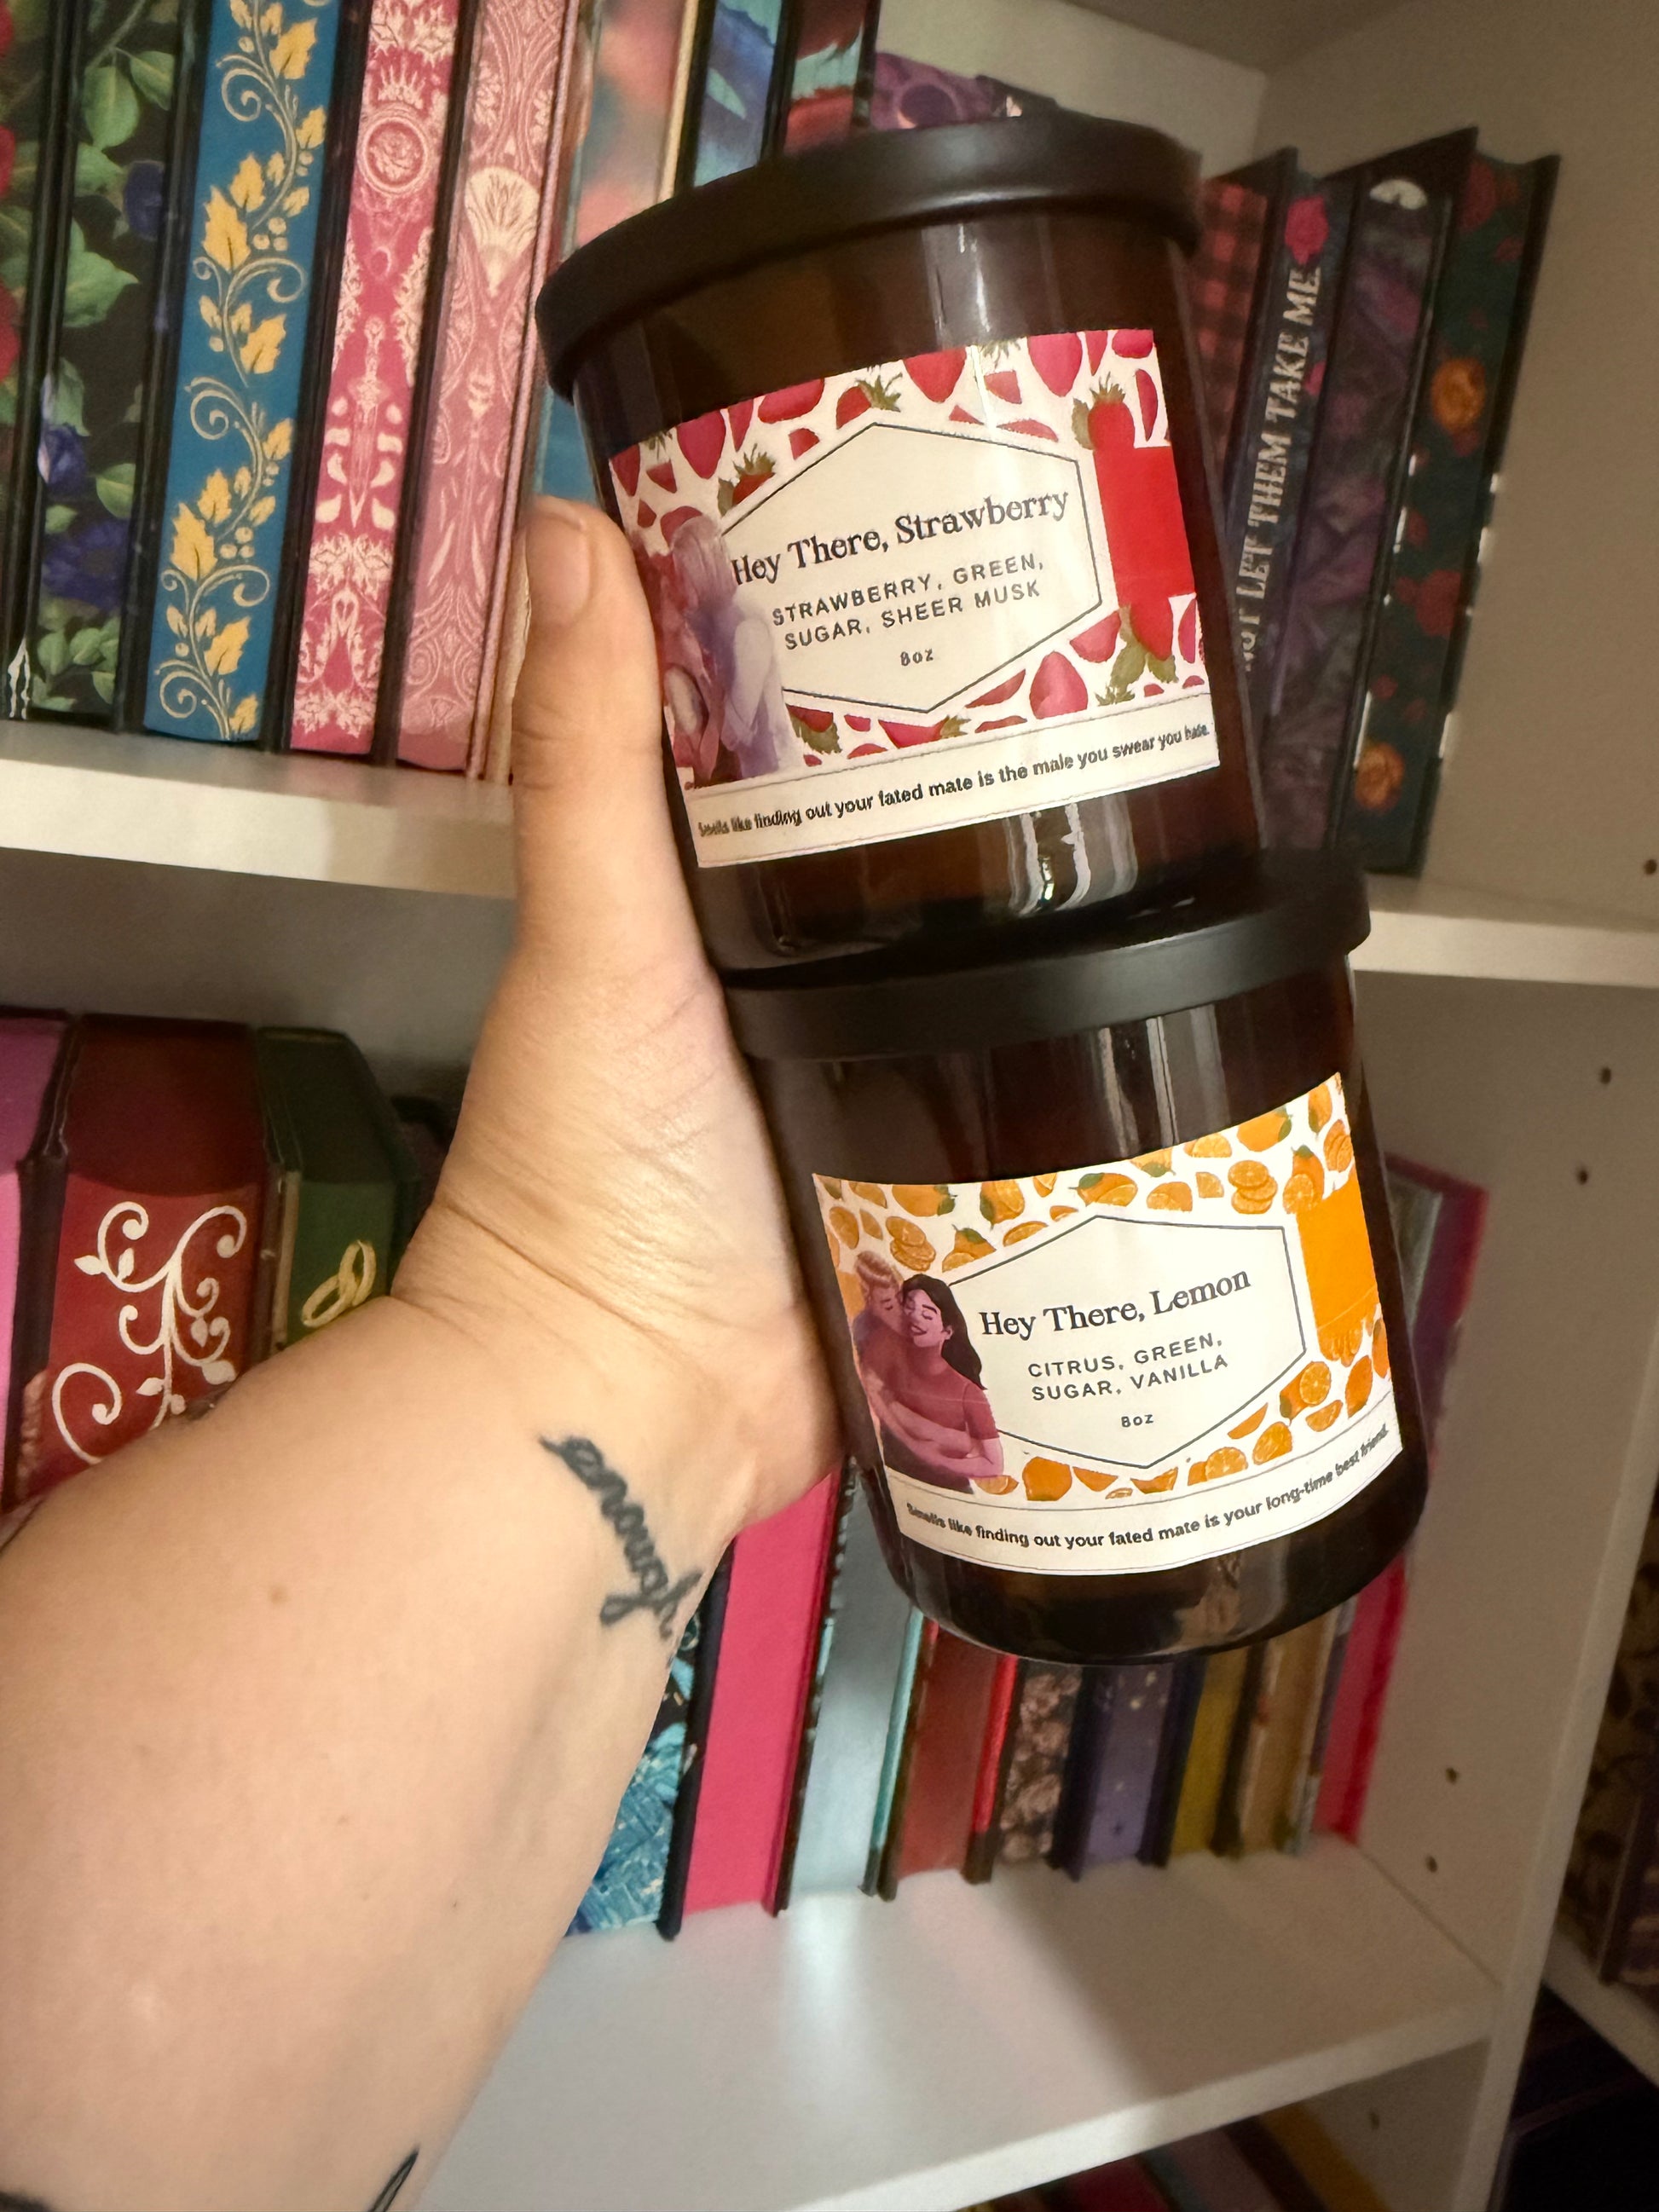 Hey There, Strawberry
STRAWBERRY, GREEN,
SUGAR, SHEER MUSK
8oz
Smells like finding out your fated mate is the male you swear you hate.
LET THEM TAKE ME
Hey There, Lemon
CITRUS, GREEN,
SUGAR, VANILLA
8oz
Smells like finding out your fated mate is your long-time best friend.
enough